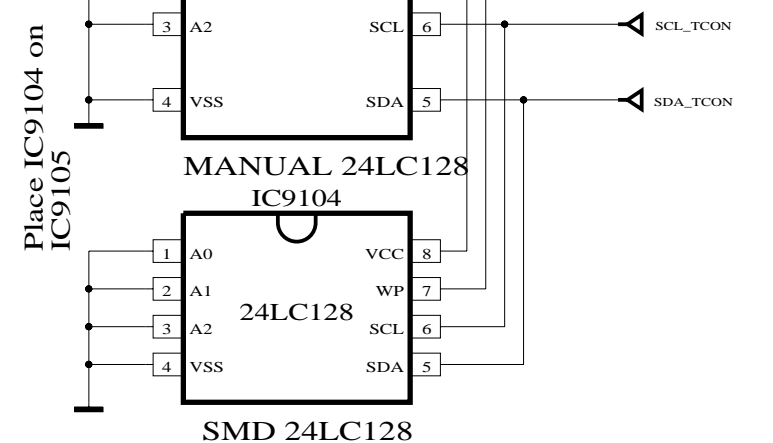 Place IC9104 on
IC9105
3 A2 SCL 6 SCL_TCON
4 VSS SDA 5 SDA_TCON
MANUAL 24LC128
IC9104
1 A0 VCC 8
2 A1 WP 7
24LC128
3 A2 SCL 6
4 VSS SDA 5
SMD 24LC128